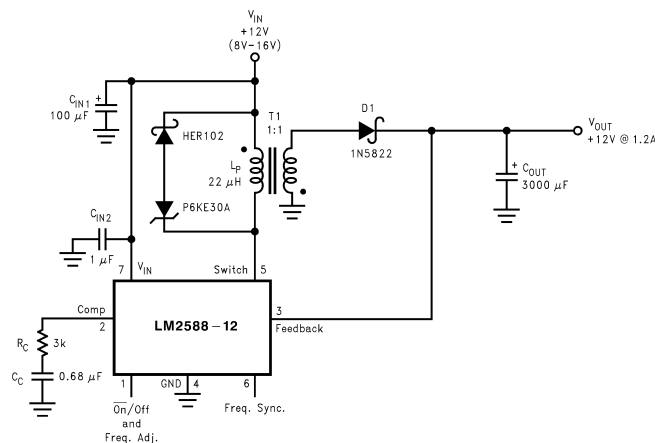 V_IN
+12V
(8V-16V)
C_IN1
100 μF
+
HER102
T1
1:1
L_P
22 μH
P6KE30A
D1
1N5822
V_OUT
+12V @ 1.2A
+
C_OUT
3000 μF
C_IN2
1 μF
7
V_IN
Switch
5
Comp
2
LM2588-12
3
Feedback
R_C
3k
C_C
0.68 μF
1
GND
4
6
O̅n̅/Off
and
Freq. Adj.
Freq. Sync.